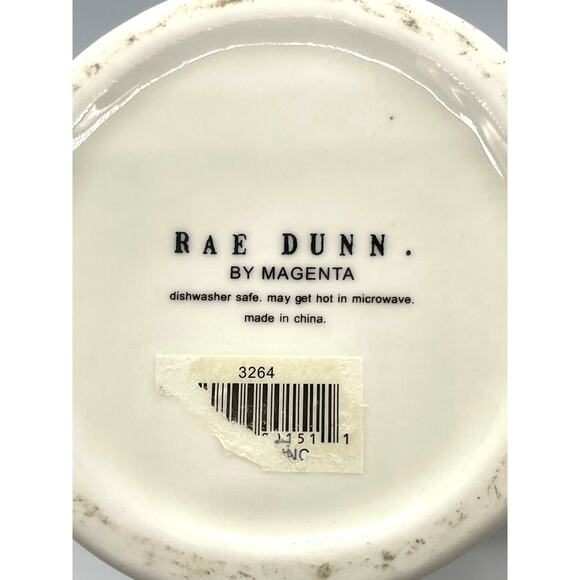 RAE DUNN.
BY MAGENTA
dishwasher safe. may get hot in microwave.
made in china.
3264